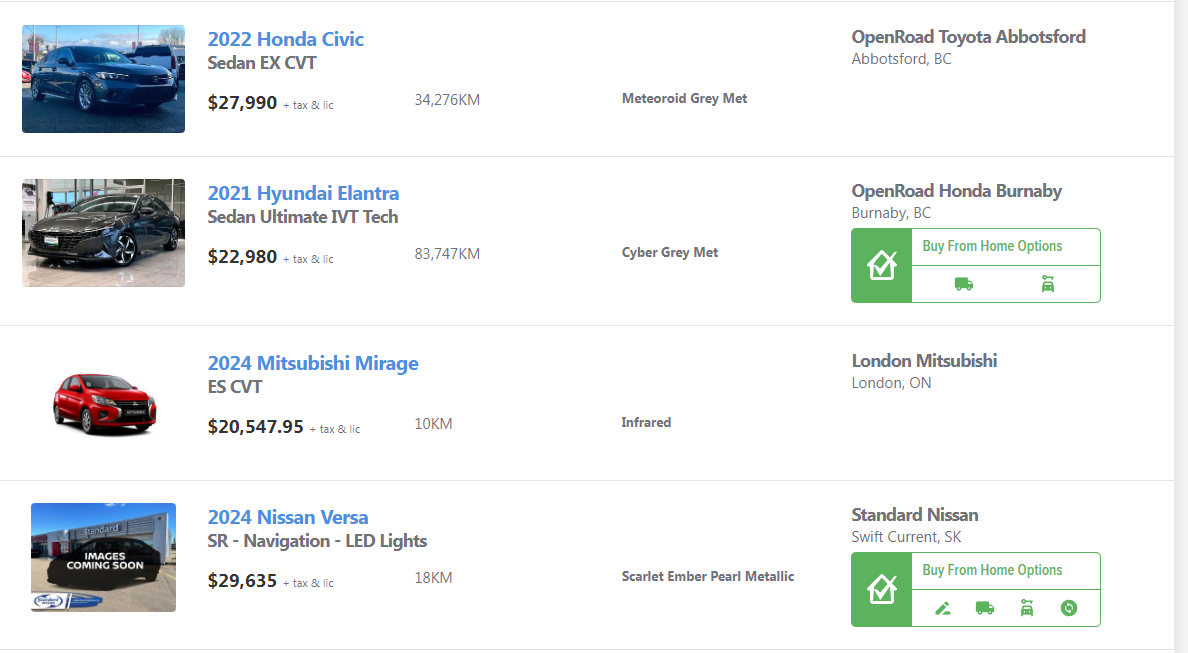 2022 Honda Civic
Sedan EX CVT
$27,990 + tax & lic
34,276KM
Meteoroid Grey Met
OpenRoad Toyota Abbotsford
Abbotsford, BC
2021 Hyundai Elantra
Sedan Ultimate IVT Tech
$22,980 + tax & lic
83,747KM
Cyber Grey Met
OpenRoad Honda Burnaby
Burnaby, BC
Buy From Home Options
2024 Mitsubishi Mirage
ES CVT
$20,547.95 + tax & lic
10KM
Infrared
London Mitsubishi
London, ON
Standard
IMAGES
COMING SOON
2024 Nissan Versa
SR - Navigation - LED Lights
$29,635 + tax & lic
18KM
Scarlet Ember Pearl Metallic
Standard Nissan
Swift Current, SK
Buy From Home Options